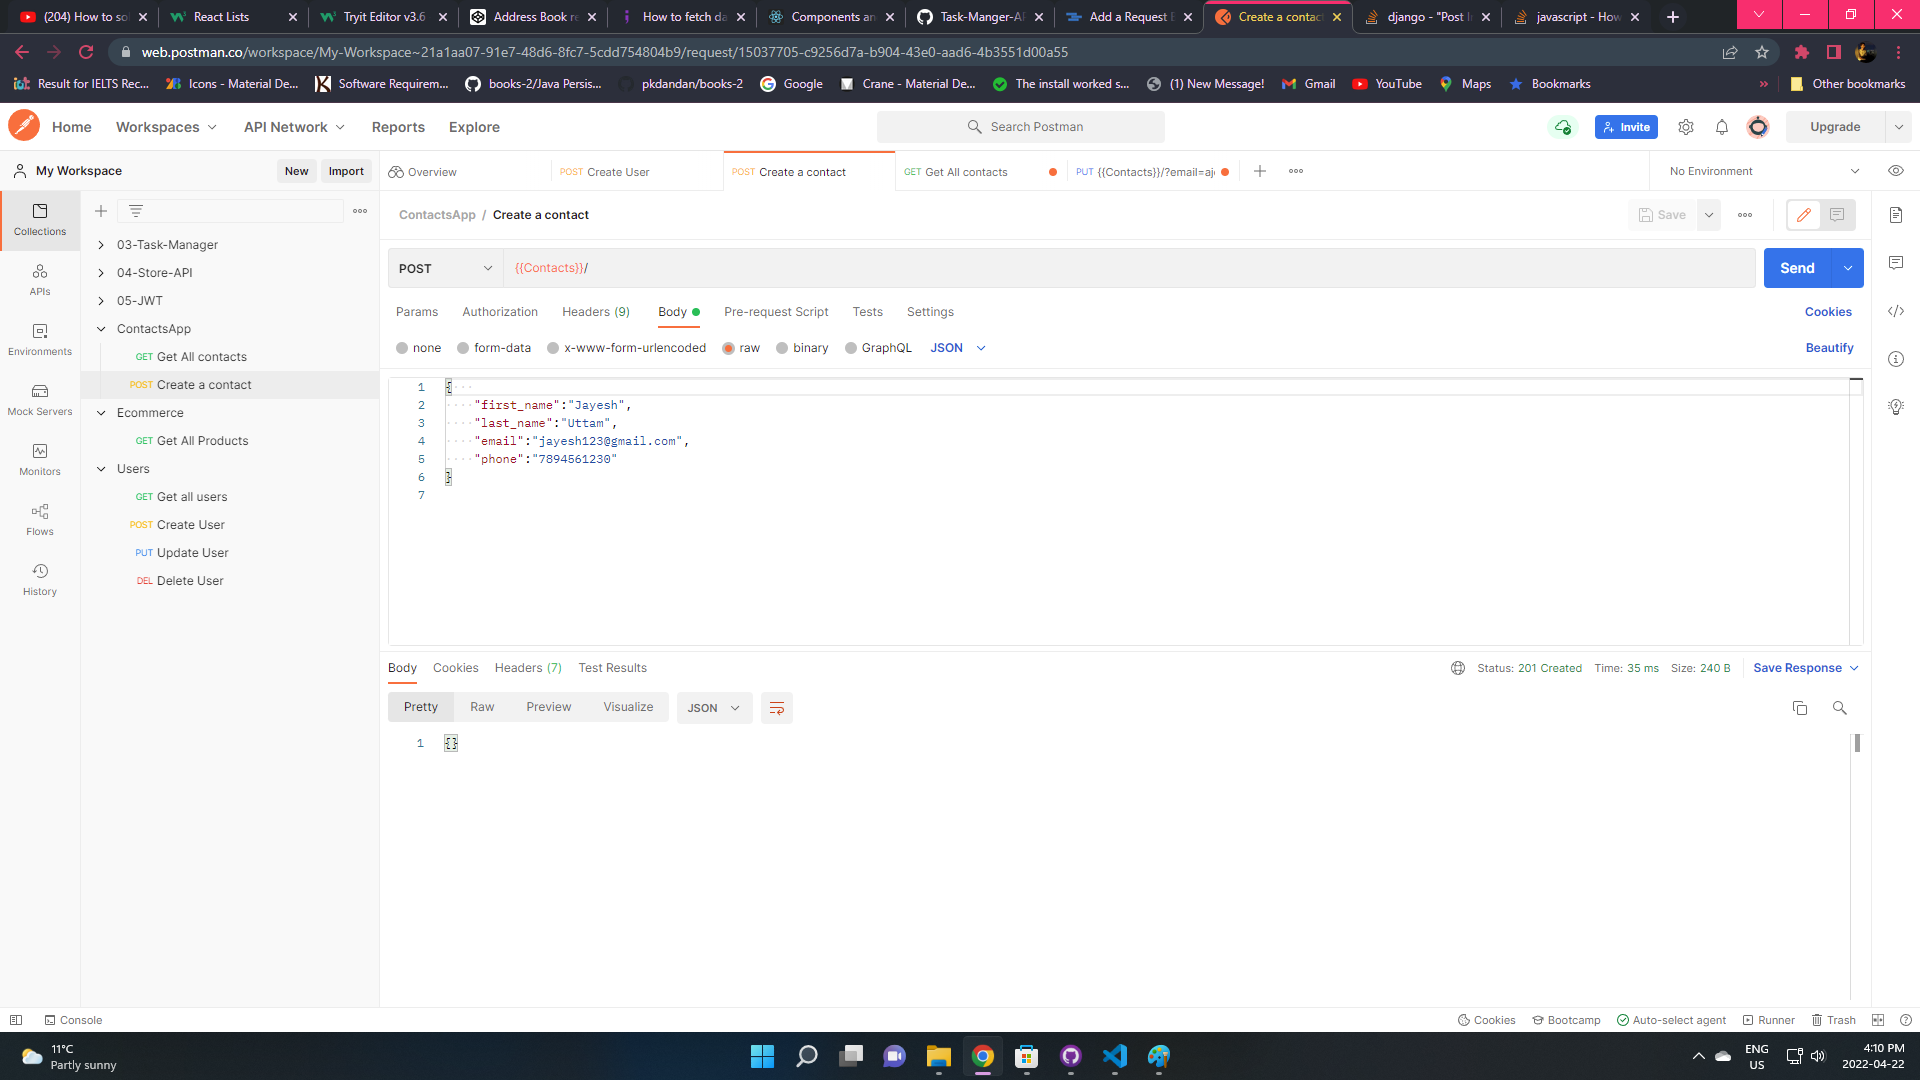 (204) How to so
React Lists
Tryit Editor v3.6
Address Book re
How to fetch da
Components an
Task-Manger-AP
Add a Request B
Create a contact
django - "Post In
javascript - How
web.postman.co/workspace/My-Workspace~21a1aa07-91e7-48d6-8fc7-5cdd754804b9/request/15037705-c9256d7a-b904-43e0-aad6-4b3551d00a55
Result for IELTS Rec...
Icons - Material De...
Software Requirem...
books-2/Java Persis...
pkdandan/books-2
Google
Crane - Material De...
The install worked s...
(1) New Message!
Gmail
YouTube
Maps
Bookmarks
»
Other bookmarks
Home
Workspaces
API Network
Reports
Explore
Search Postman
Invite
Upgrade
My Workspace
New
Import
Overview
POST Create User
POST Create a contact
GET Get All contacts
PUT {{Contacts}}/?email=aj
No Environment
Collections
APIs
Environments
Mock Servers
Monitors
Flows
History
03-Task-Manager
04-Store-API
05-JWT
ContactsApp
GET Get All contacts
POST Create a contact
Ecommerce
GET Get All Products
Users
GET Get all users
POST Create User
PUT Update User
DEL Delete User
ContactsApp / Create a contact
Save
POST
{{Contacts}}/
Send
Params
Authorization
Headers (9)
Body
Pre-request Script
Tests
Settings
Cookies
none
form-data
x-www-form-urlencoded
raw
binary
GraphQL
JSON
Beautify
1 {
2 "first_name":"Jayesh",
3 "last_name":"Uttam",
4 "email":"jayesh123@gmail.com",
5 "phone":"7894561230"
6 }
7
Body
Cookies
Headers (7)
Test Results
Status: 201 Created
Time: 35 ms
Size: 240 B
Save Response
Pretty
Raw
Preview
Visualize
JSON
1 {}
Console
Cookies
Bootcamp
Auto-select agent
Runner
Trash
11°C
Partly sunny
ENG
US
4:10 PM
2022-04-22